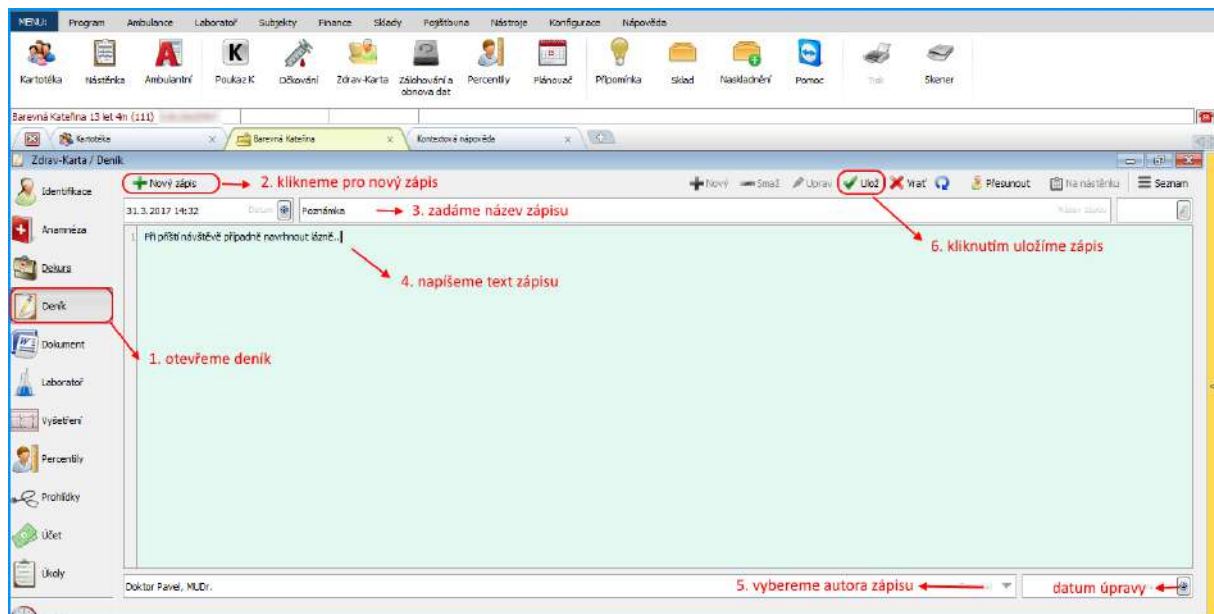 MENU: Program Ambulance Laboratoř Subjekty Finance Sklady Pojišťovna Nástroje Konfigurace Nápověda
Kartotéka Nástěnka Ambulantní Poukaz K Očkování Zdrav-Karta Zálohování a obnova dat Percentily Plánovač Připomínka Sklad Naskladnění Pomoc Tisk Skener
Barevná Kateřina 13 let 4m (111)
Kartotéka Barevná Kateřina Kontextová nápověda
Zdrav-Karta / Deník
Identifikace
Nový zápis 2. klikneme pro nový zápis Nový Smaž Uprav Ulož Vrať Přesunout Na nástěnku Seznam
31.3.2017 14:32 Datum Poznámka 3. zadáme název zápisu Název zápisu
Anamnéza
1 Při příští návštěvě případně navrhnout lázně..
6. kliknutím uložíme zápis
Dekurs
4. napíšeme text zápisu
Deník
Dokument
1. otevřeme deník
Laboratoř
Vyšetření
Percentily
Prohlídky
Účet
Úkoly
Doktor Pavel, MUDr. 5. vybereme autora zápisu datum úpravy